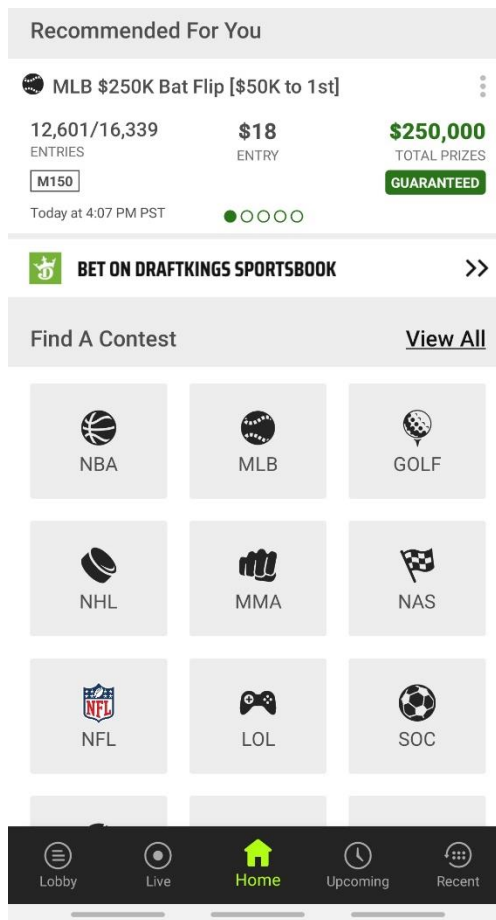 Recommended For You
MLB $250K Bat Flip [$50K to 1st]
12,601/16,339 $18 $250,000
ENTRIES ENTRY TOTAL PRIZES
M150 GUARANTEED
Today at 4:07 PM PST
BET ON DRAFTKINGS SPORTSBOOK >>
Find A Contest View All
NBA MLB GOLF
NHL MMA NAS
NFL
NFL LOL SOC
Lobby Live Home Upcoming Recent